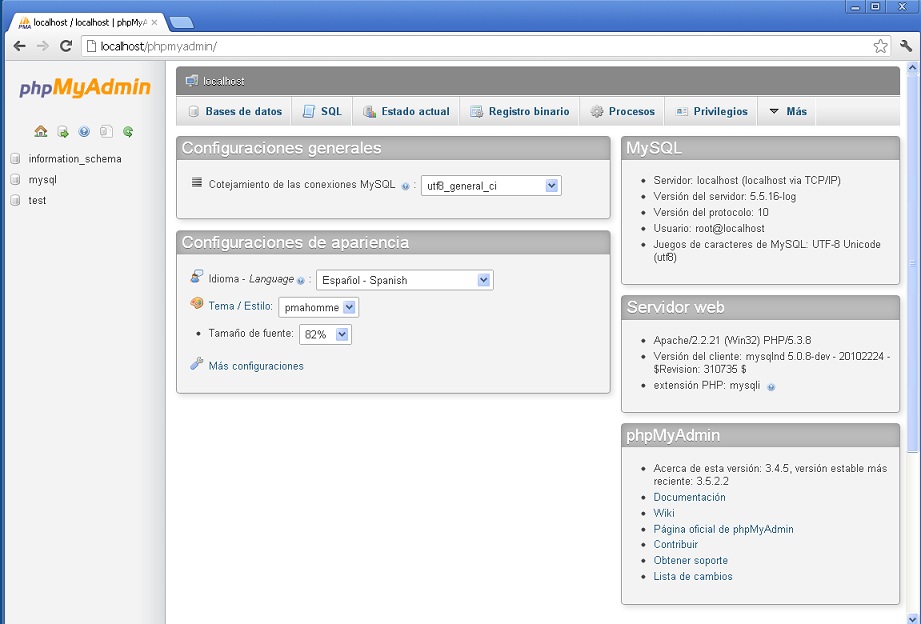 localhost / localhost | phpMyA
localhost/phpmyadmin/
phpMyAdmin
information_schema
mysql
test
localhost
Bases de datos
SQL
Estado actual
Registro binario
Procesos
Privilegios
Más
Configuraciones generales
Cotejamiento de las conexiones MySQL : utf8_general_ci
Configuraciones de apariencia
Idioma - Language : Español - Spanish
Tema / Estilo: pmahomme
Tamaño de fuente: 82%
Más configuraciones
MySQL
Servidor: localhost (localhost via TCP/IP)
Versión del servidor: 5.5.16-log
Versión del protocolo: 10
Usuario: root@localhost
Juegos de caracteres de MySQL: UTF-8 Unicode
(utf8)
Servidor web
Apache/2.2.21 (Win32) PHP/5.3.8
Versión del cliente: mysqlnd 5.0.8-dev - 20102224 -
$Revision: 310735 $
extensión PHP: mysqli
phpMyAdmin
Acerca de esta versión: 3.4.5, versión estable más
reciente: 3.5.2.2
Documentación
Wiki
Página oficial de phpMyAdmin
Contribuir
Obtener soporte
Lista de cambios